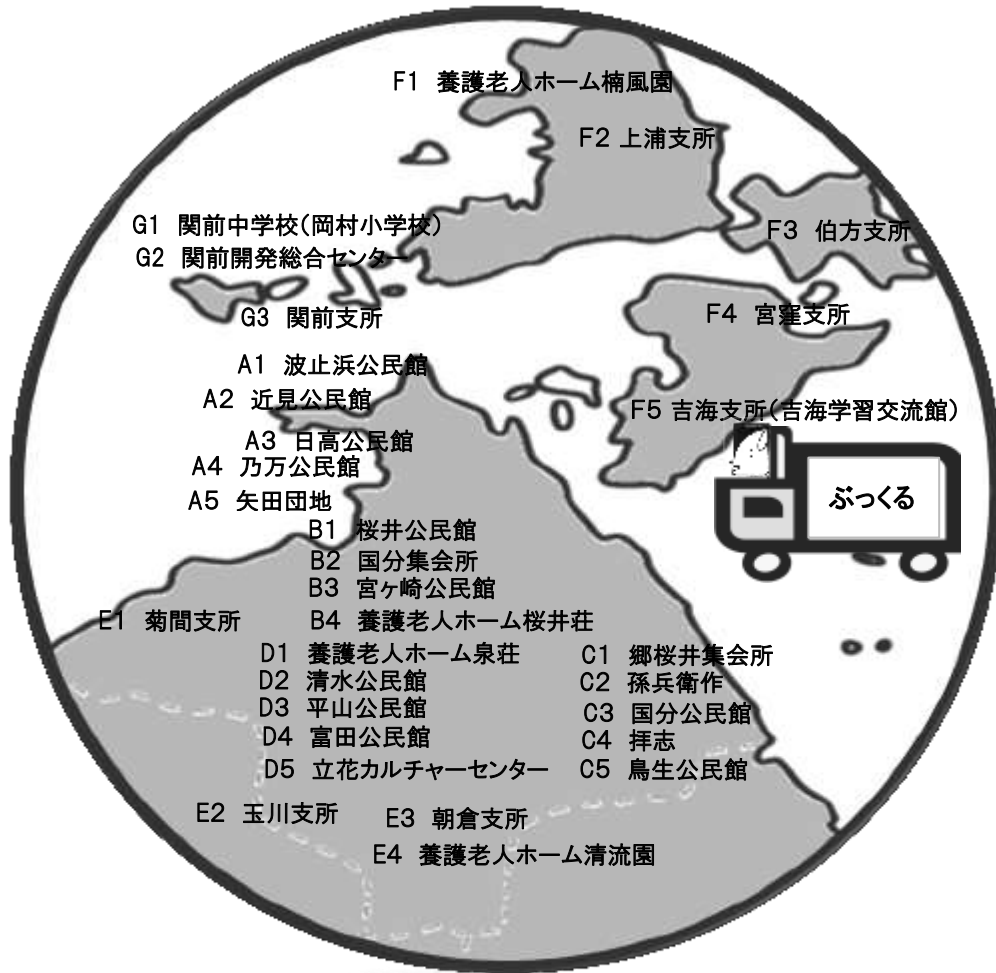 F1 養護老人ホーム楠風園
F2 上浦支所
G1 関前中学校(岡村小学校)
F3 伯方支所
G2 関前開発総合センター
G3 関前支所
F4 宮窪支所
A1 波止浜公民館
A2 近見公民館
F5 吉海支所(吉海学習交流館)
A3 日高公民館
A4 乃万公民館
A5 矢田団地
ぶっくる
B1 桜井公民館
B2 国分集会所
B3 宮ヶ崎公民館
E1 菊間支所
B4 養護老人ホーム桜井荘
D1 養護老人ホーム泉荘
D2 清水公民館
D3 平山公民館
D4 富田公民館
D5 立花カルチャーセンター
C1 郷桜井集会所
C2 孫兵衛作
C3 国分公民館
C4 拝志
C5 鳥生公民館
E2 玉川支所
E3 朝倉支所
E4 養護老人ホーム清流園